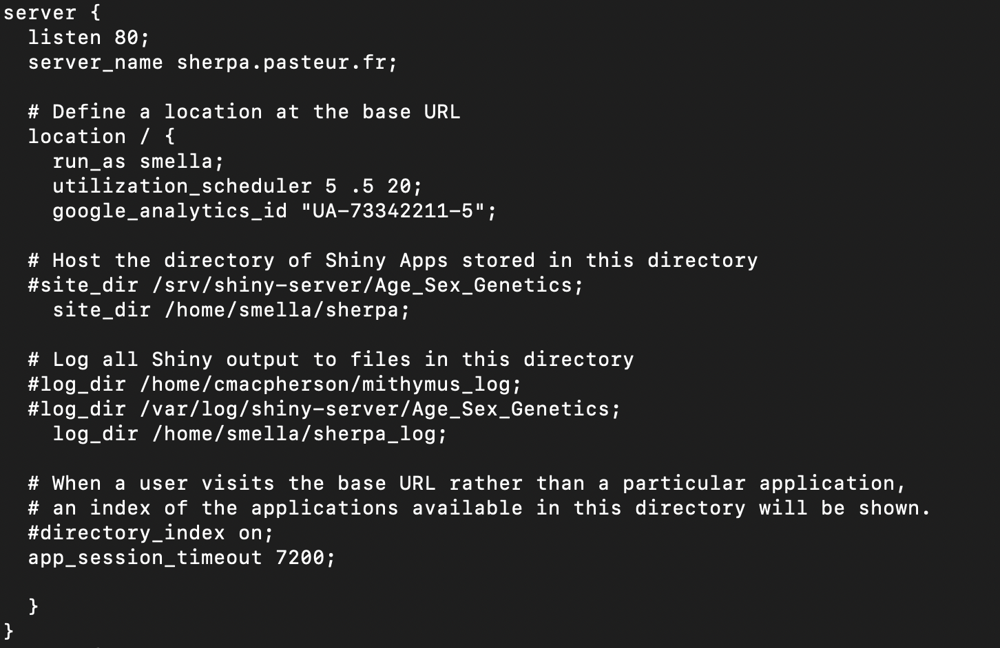 server {
  listen 80;
  server_name sherpa.pasteur.fr;

  # Define a location at the base URL
  location / {
    run_as smella;
    utilization_scheduler 5 .5 20;
    google_analytics_id "UA-73342211-5";

  # Host the directory of Shiny Apps stored in this directory
  #site_dir /srv/shiny-server/Age_Sex_Genetics;
    site_dir /home/smella/sherpa;

  # Log all Shiny output to files in this directory
  #log_dir /home/cmacpherson/mithymus_log;
  #log_dir /var/log/shiny-server/Age_Sex_Genetics;
    log_dir /home/smella/sherpa_log;

  # When a user visits the base URL rather than a particular application,
  # an index of the applications available in this directory will be shown.
  #directory_index on;
  app_session_timeout 7200;

  }
}